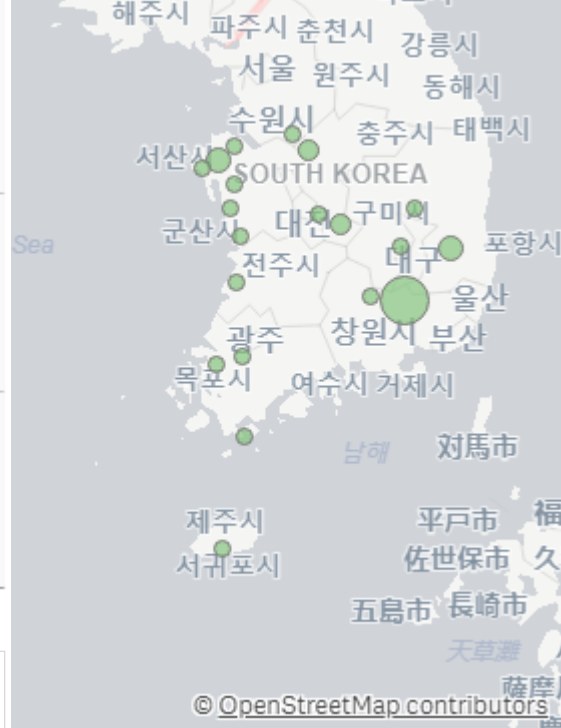 해주시
파주시 춘천시
강릉시
서울 원주시
동해시
수원시
충주시 태백시
서산시
SOUTH KOREA
대전 구미시
군산시
Sea
대구 포항시
전주시
울산
창원시 부산
광주
목포시 여수시 거제시
남해
対馬市
제주시
平戸市 福
佐世保市 久
서귀포시
五島市 長崎市
天草灘
薩摩
© OpenStreetMap contributors